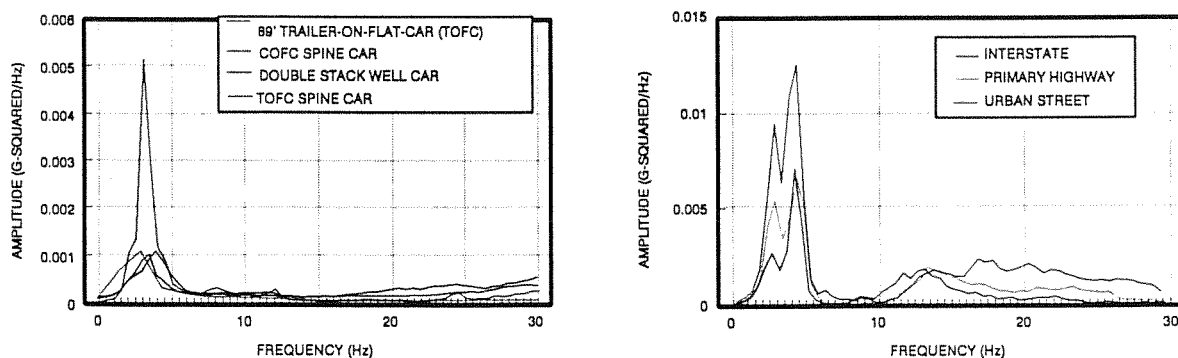 0.006
0.005
0.004
0.003
0.002
0.001
0
AMPLITUDE (G-SQUARED/Hz)
89' TRAILER-ON-FLAT-CAR (TOFC)
COFC SPINE CAR
DOUBLE STACK WELL CAR
TOFC SPINE CAR
0
10
20
30
FREQUENCY (Hz)
0.015
0.01
0.005
0
AMPLITUDE (G-SQUARED/Hz)
INTERSTATE
PRIMARY HIGHWAY
URBAN STREET
0
10
20
30
FREQUENCY (Hz)